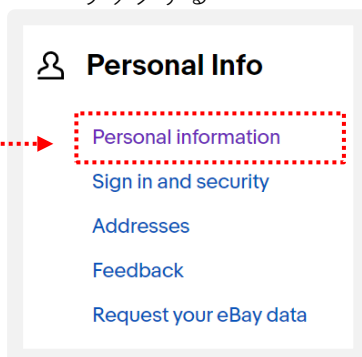 Personal Info
Personal information
Sign in and security
Addresses
Feedback
Request your eBay data